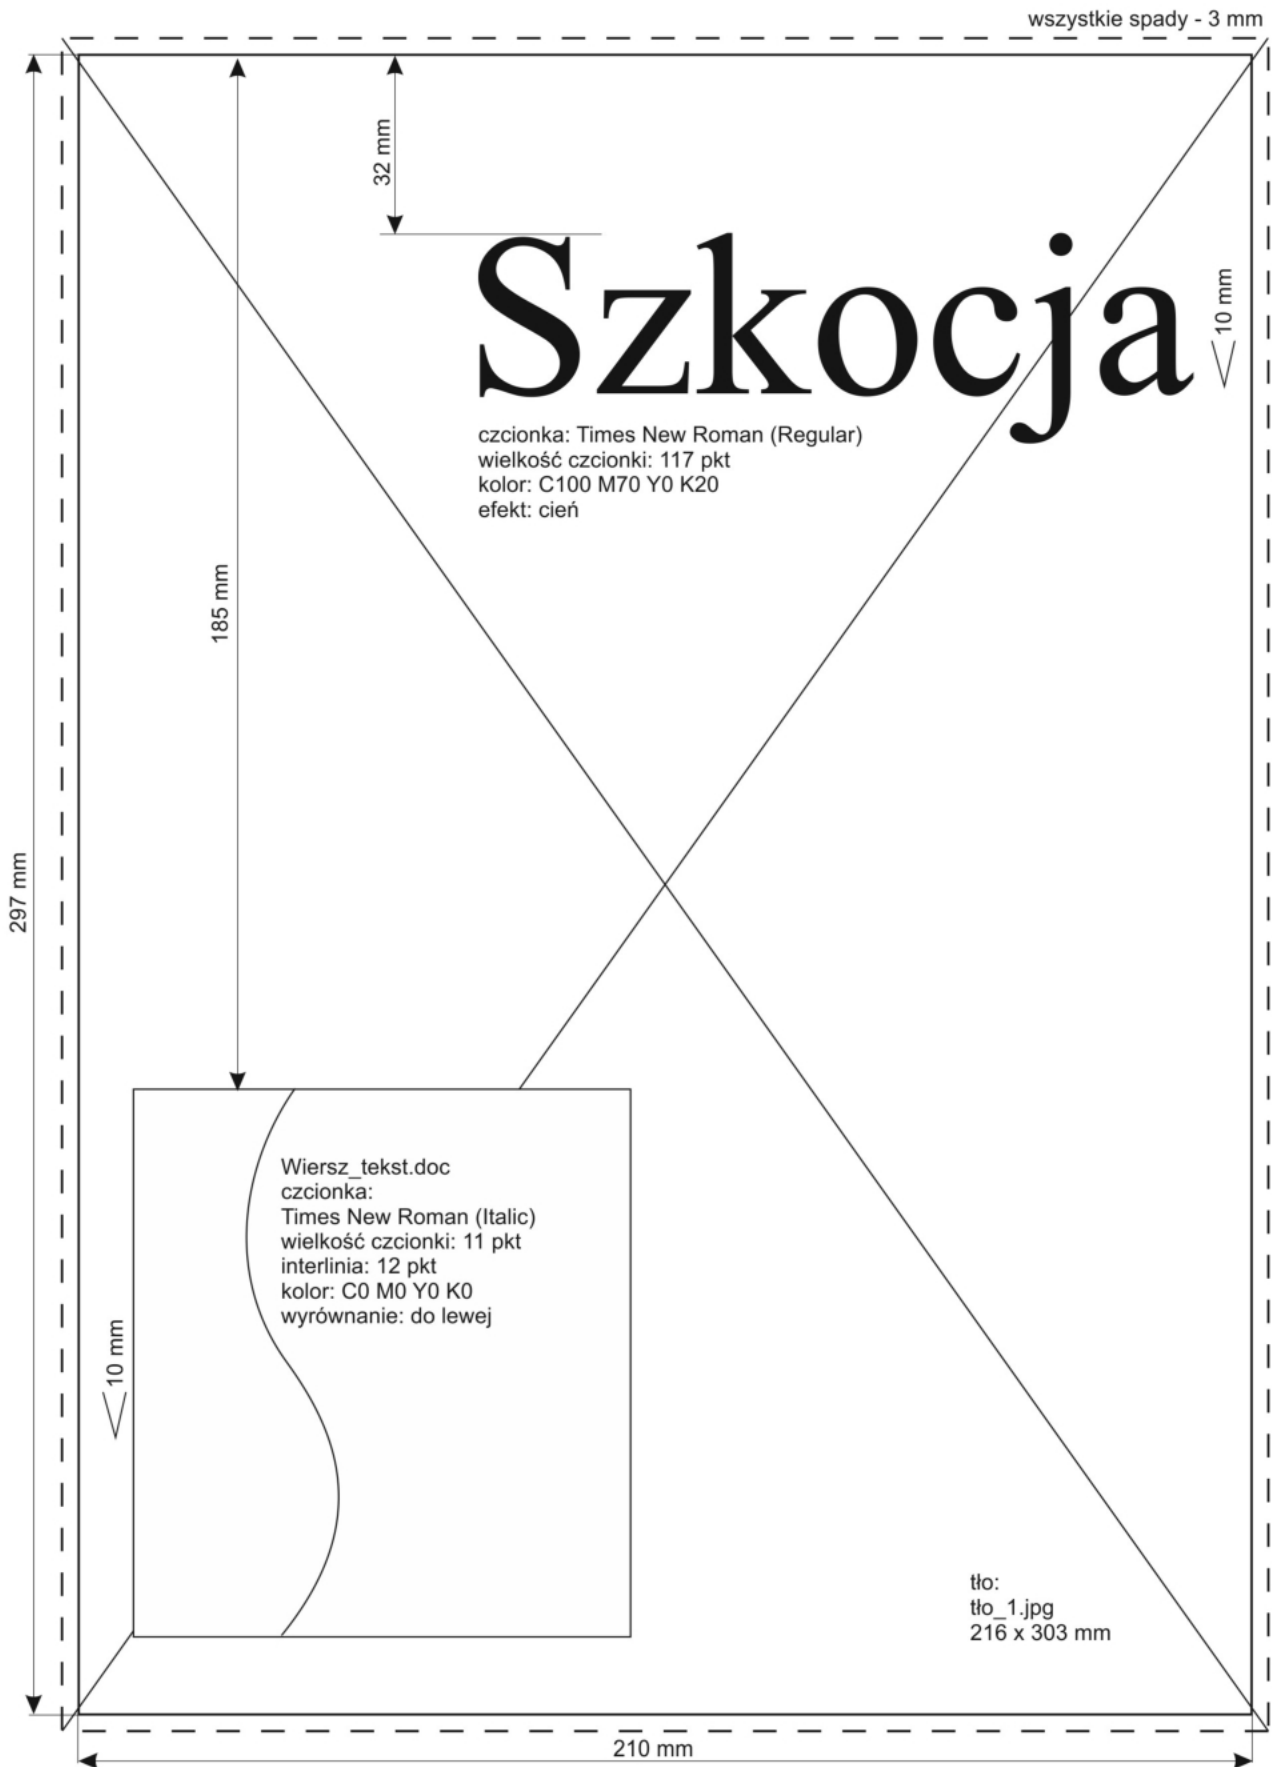 wszystkie spady - 3 mm
32 mm
Szkocja
10 mm
czcionka: Times New Roman (Regular)
wielkość czcionki: 117 pkt
kolor: C100 M70 Y0 K20
efekt: cień
185 mm
297 mm
Wiersz_tekst.doc
czcionka:
Times New Roman (Italic)
wielkość czcionki: 11 pkt
interlinia: 12 pkt
kolor: C0 M0 Y0 K0
wyrównanie: do lewej
10 mm
tło:
tło_1.jpg
216 x 303 mm
210 mm